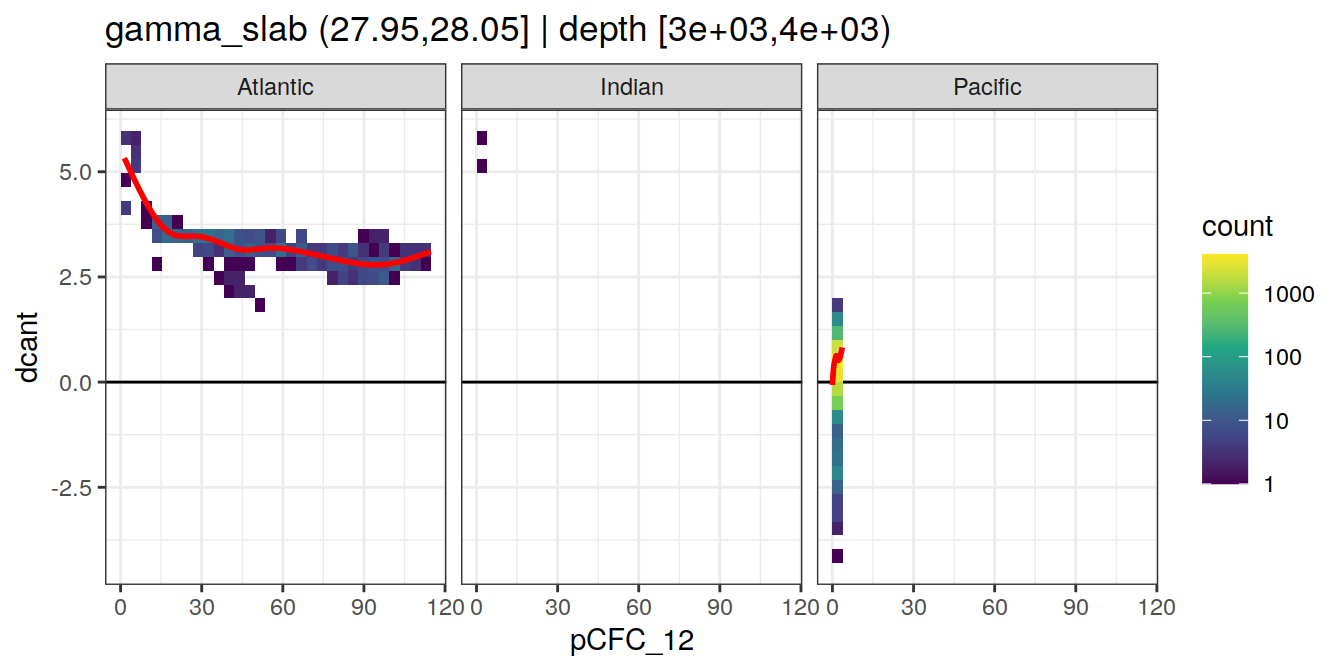 gamma_slab (27.95,28.05] | depth [3e+03,4e+03)
Atlantic Indian Pacific
dcant
5.0
2.5
0.0
-2.5
0 30 60 90 120 0 30 60 90 120 0 30 60 90 120
pCFC_12
count
1000
100
10
1